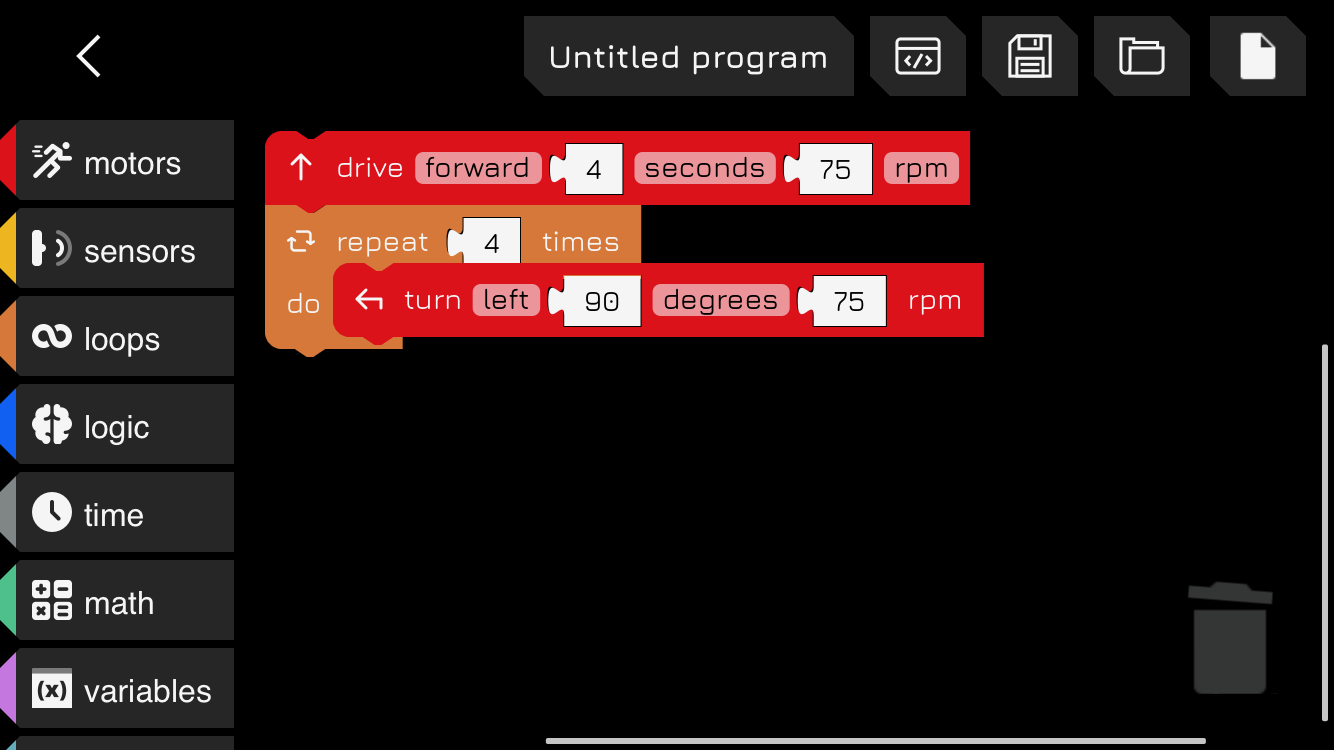 Untitled program
motors
sensors
loops
logic
time
math
(x) variables
drive forward 4 seconds 75 rpm
repeat 4 times
do turn left 90 degrees 75 rpm